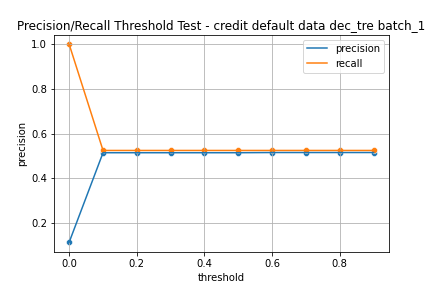 Precision/Recall Threshold Test - credit default data dec_tre batch_1
precision
recall
1.0
0.8
0.6
0.4
0.2
precision
0.0
0.2
0.4
0.6
0.8
threshold